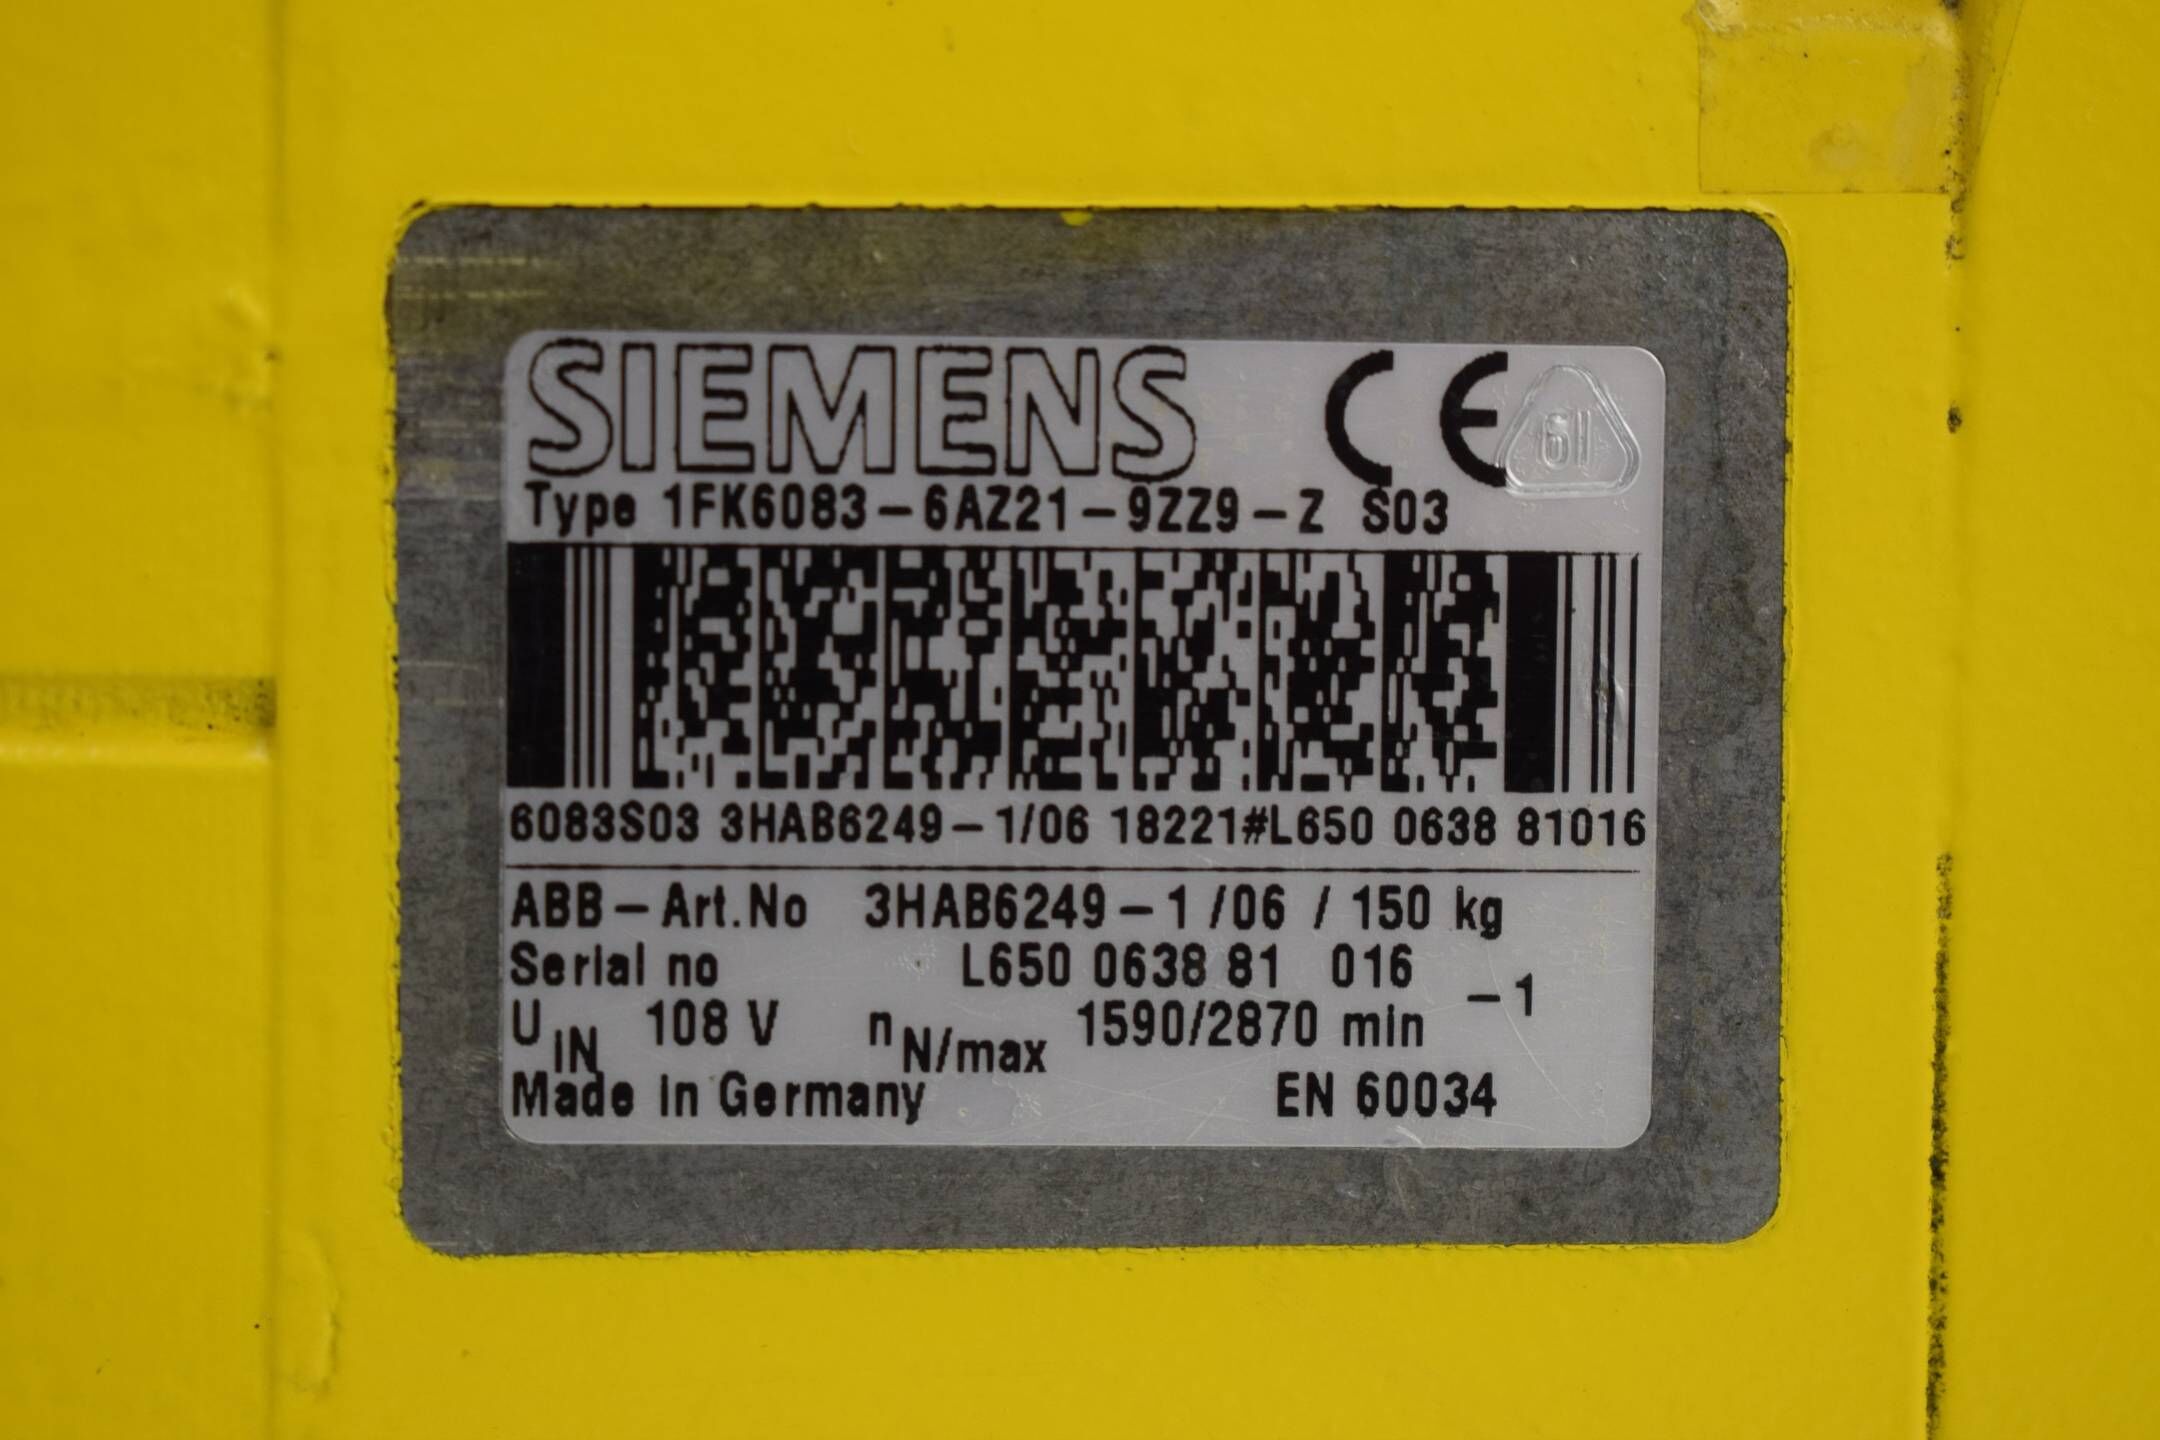 SIEMENS CE
Type 1FK6083-6AZ21-9ZZ9-Z S03
6083S03 3HAB6249-1/06 18221#L650 0638 81016
ABB-Art.No 3HAB6249-1/06 / 150 kg
Serial no L650 0638 81 016
U IN 108 V n N/max 1590/2870 min -1
Made in Germany EN 60034